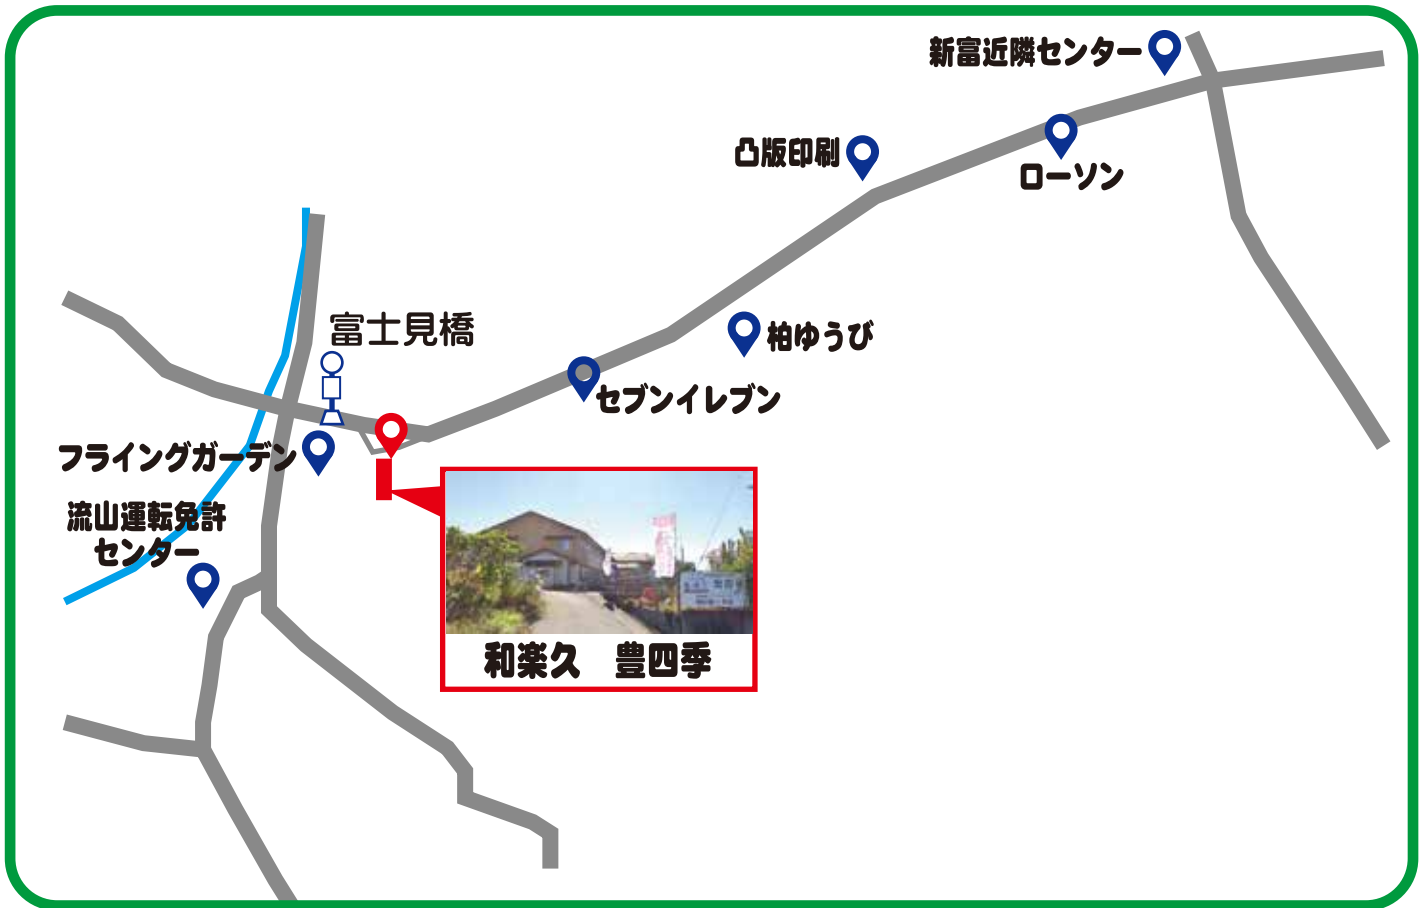 新富近隣センター
凸版印刷
ローソン
富士見橋
柏ゆうび
セブンイレブン
フライングガーデン
流山運転免許
センター
和楽久　豊四季